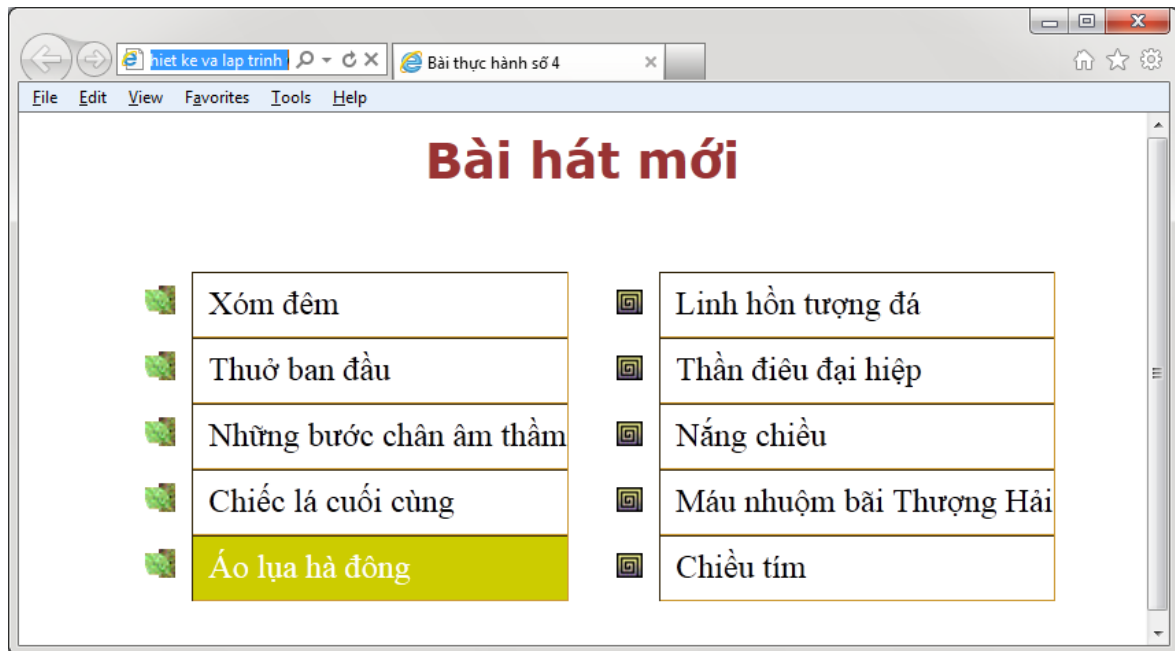 hiet ke va lap trinh
Bài thực hành số 4
File Edit View Favorites Tools Help
Bài hát mới
Xóm đêm
Thuở ban đầu
Những bước chân âm thầm
Chiếc lá cuối cùng
Áo lụa hà đông
Linh hồn tượng đá
Thần điêu đại hiệp
Nắng chiều
Máu nhuộm bãi Thượng Hải
Chiều tím